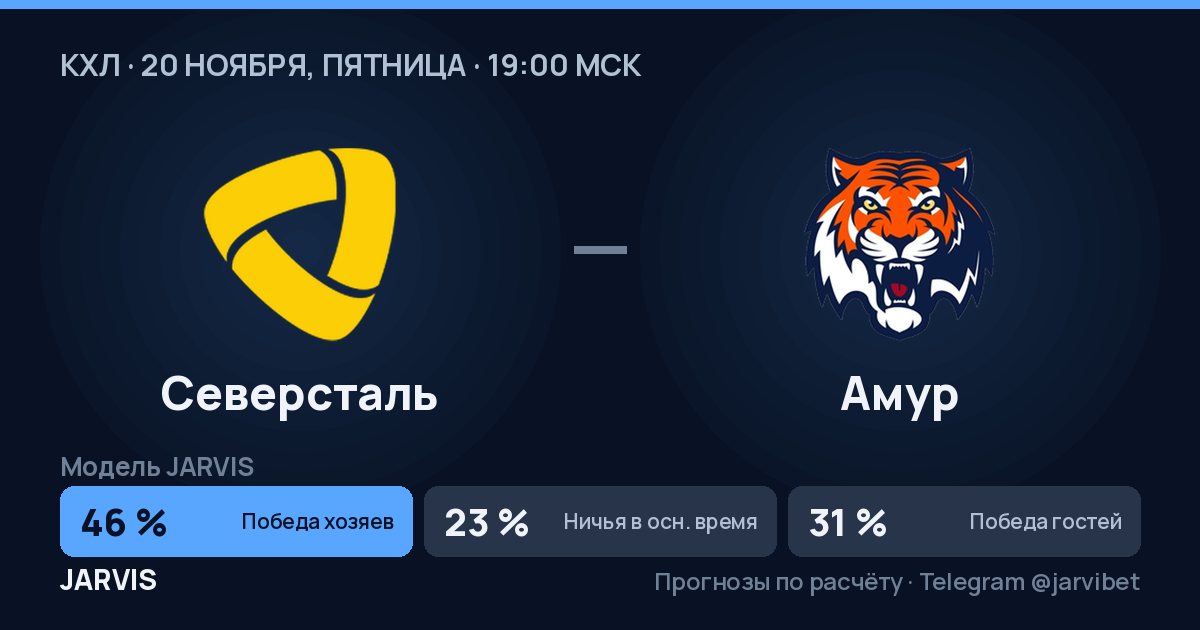 КХЛ · 20 НОЯБРЯ, ПЯТНИЦА · 19:00 МСК
Северсталь — Амур
Модель JARVIS
46 % Победа хозяев 23 % Ничья в осн. время 31 % Победа гостей
JARVIS Прогнозы по расчёту · Telegram @jarvibet